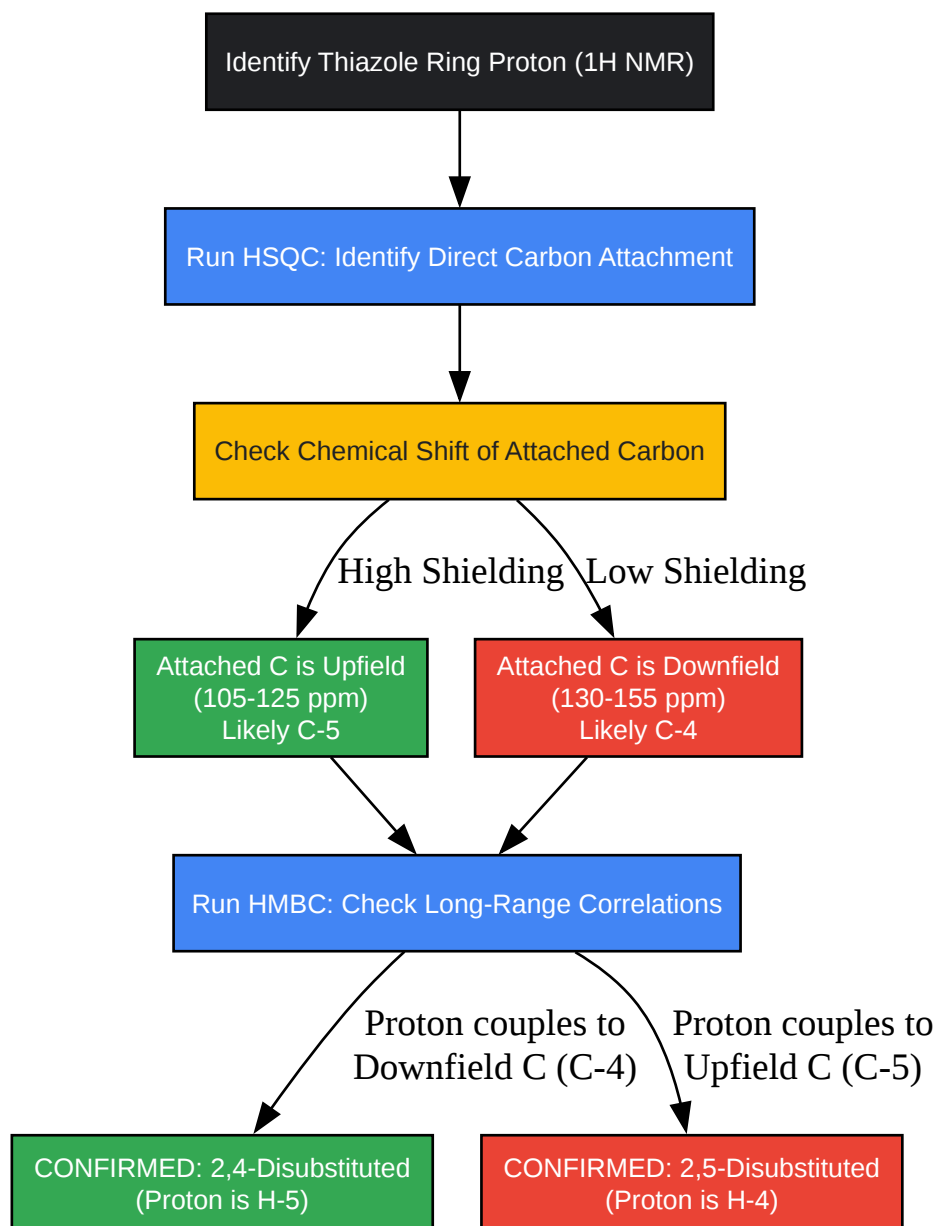 Identify Thiazole Ring Proton (1H NMR)
Run HSQC: Identify Direct Carbon Attachment
Check Chemical Shift of Attached Carbon
High Shielding
Low Shielding
Attached C is Upfield
(105-125 ppm)
Likely C-5
Attached C is Downfield
(130-155 ppm)
Likely C-4
Run HMBC: Check Long-Range Correlations
Proton couples to
Downfield C (C-4)
Proton couples to
Upfield C (C-5)
CONFIRMED: 2,4-Disubstituted
(Proton is H-5)
CONFIRMED: 2,5-Disubstituted
(Proton is H-4)